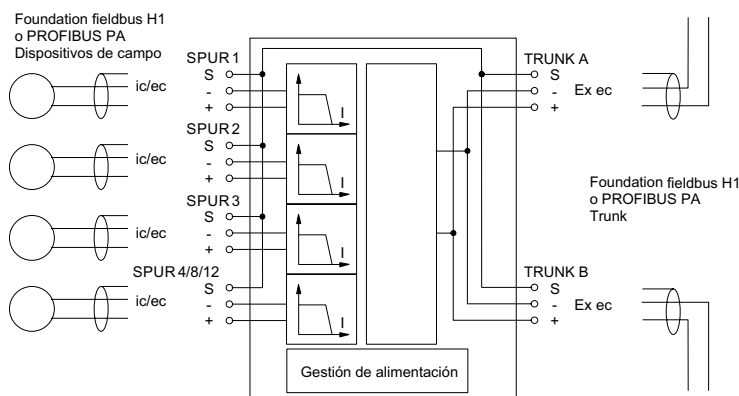 Foundation fieldbus H1
o PROFIBUS PA
Dispositivos de campo
SPUR 1
S
-
+
ic/ec
I
SPUR 2
S
-
+
ic/ec
I
SPUR 3
S
-
+
ic/ec
I
SPUR 4/8/12
S
-
+
ic/ec
I
Gestión de alimentación
TRUNK A
S
-
+
Ex ec
Foundation fieldbus H1
o PROFIBUS PA
Trunk
TRUNK B
S
-
+
Ex ec